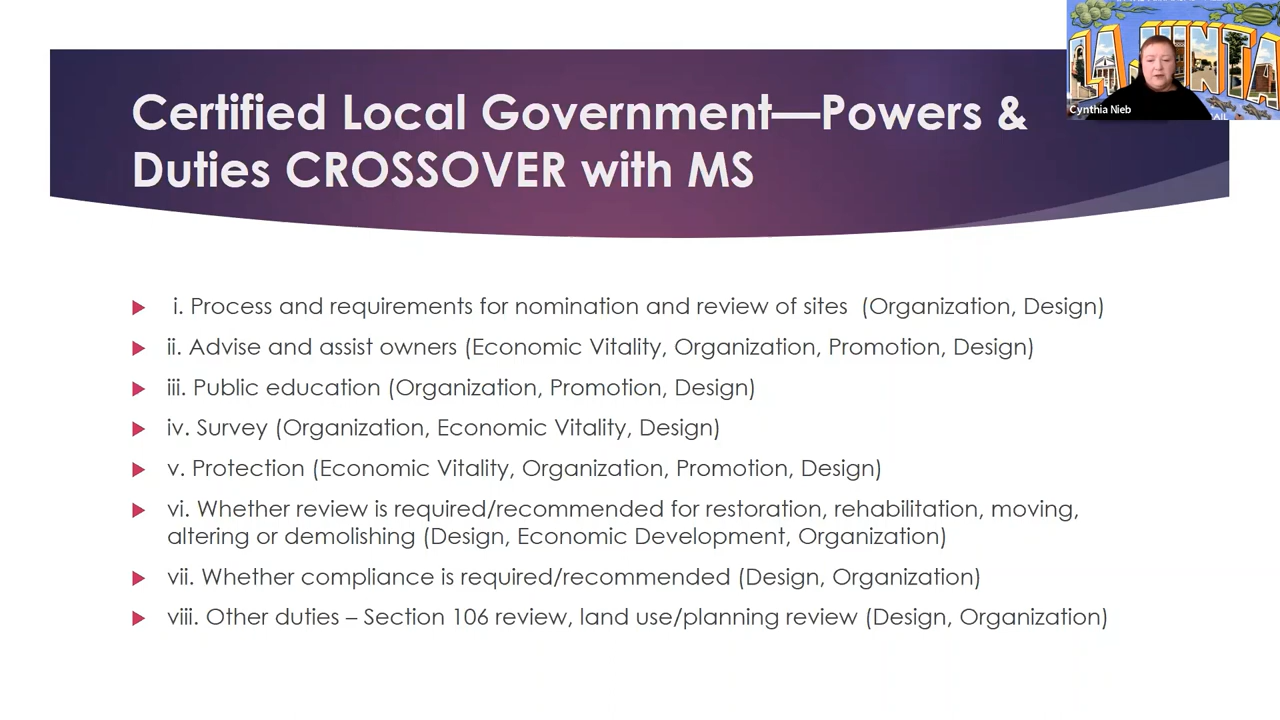 Certified Local Government—Powers &
Duties CROSSOVER with MS
LA JUNTA
Cynthia Nieb
AIL
i. Process and requirements for nomination and review of sites (Organization, Design)
ii. Advise and assist owners (Economic Vitality, Organization, Promotion, Design)
iii. Public education (Organization, Promotion, Design)
iv. Survey (Organization, Economic Vitality, Design)
v. Protection (Economic Vitality, Organization, Promotion, Design)
vi. Whether review is required/recommended for restoration, rehabilitation, moving,
altering or demolishing (Design, Economic Development, Organization)
vii. Whether compliance is required/recommended (Design, Organization)
viii. Other duties – Section 106 review, land use/planning review (Design, Organization)